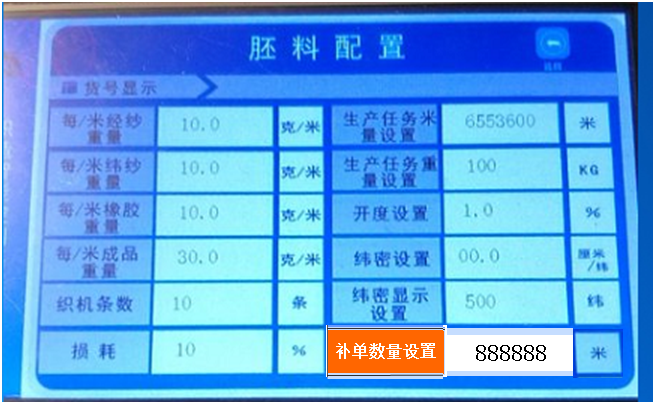 胚料配置
返回
货号显示
每/米经纱
重量
10.0
克/米
生产任务米
量设置
6553600
米
每/米纬纱
重量
10.0
克/米
生产任务重
量设置
100
KG
每/米橡胶
重量
10.0
克/米
开度设置
1.0
%
每/米成品
重量
30.0
克/米
纬密设置
00.0
厘米
/纬
织机条数
10
条
纬密显示
设置
500
纬
损耗
10
%
补单数量设置
888888
米